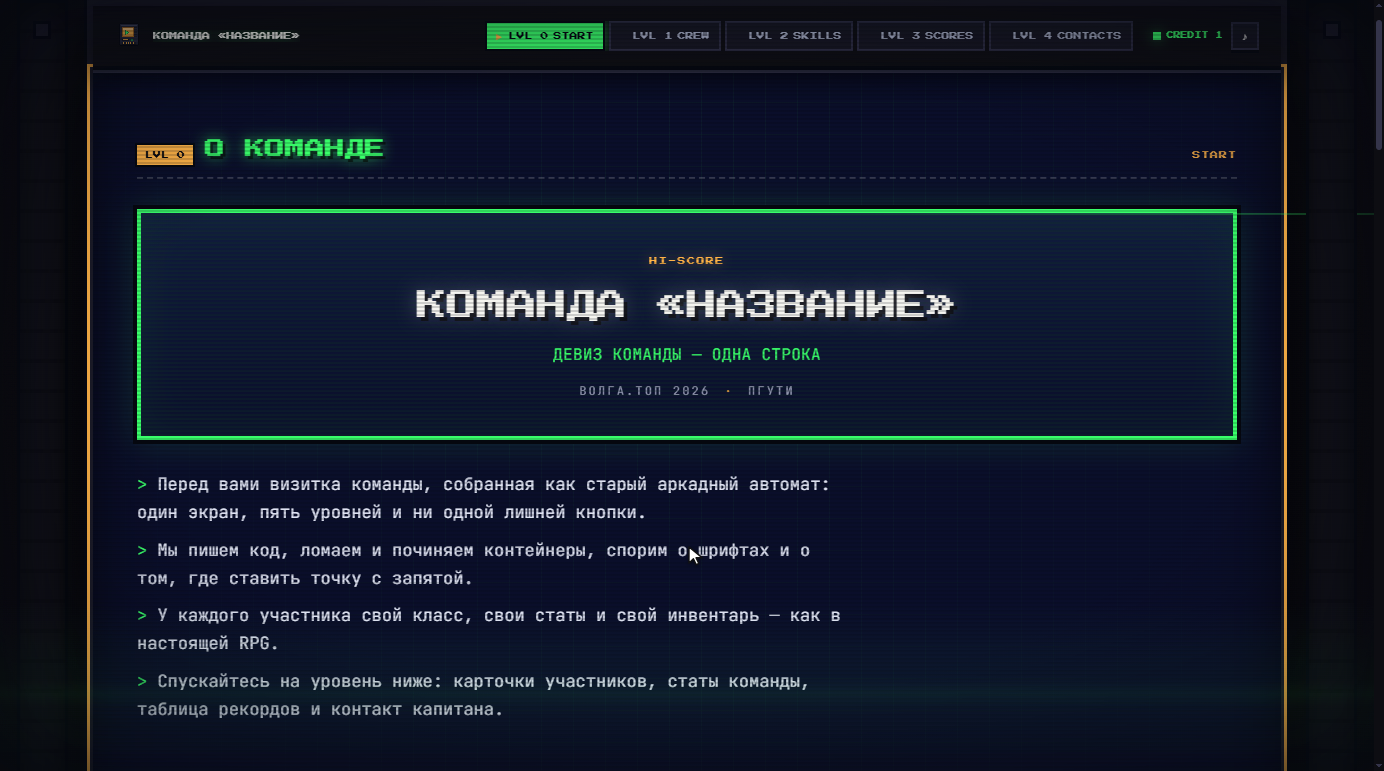 КОМАНДА «НАЗВАНИЕ»
LVL 0 START
LVL 1 CREW
LVL 2 SKILLS
LVL 3 SCORES
LVL 4 CONTACTS
CREDIT 1
♪
LVL 0
О КОМАНДЕ
START
HI-SCORE
КОМАНДА «НАЗВАНИЕ»
ДЕВИЗ КОМАНДЫ — ОДНА СТРОКА
ВОЛГА.ТОП 2026 · ПГУТИ
> Перед вами визитка команды, собранная как старый аркадный автомат:
один экран, пять уровней и ни одной лишней кнопки.
> Мы пишем код, ломаем и починяем контейнеры, спорим о шрифтах и о
том, где ставить точку с запятой.
> У каждого участника свой класс, свои статы и свой инвентарь — как в
настоящей RPG.
> Спускайтесь на уровень ниже: карточки участников, статы команды,
таблица рекордов и контакт капитана.